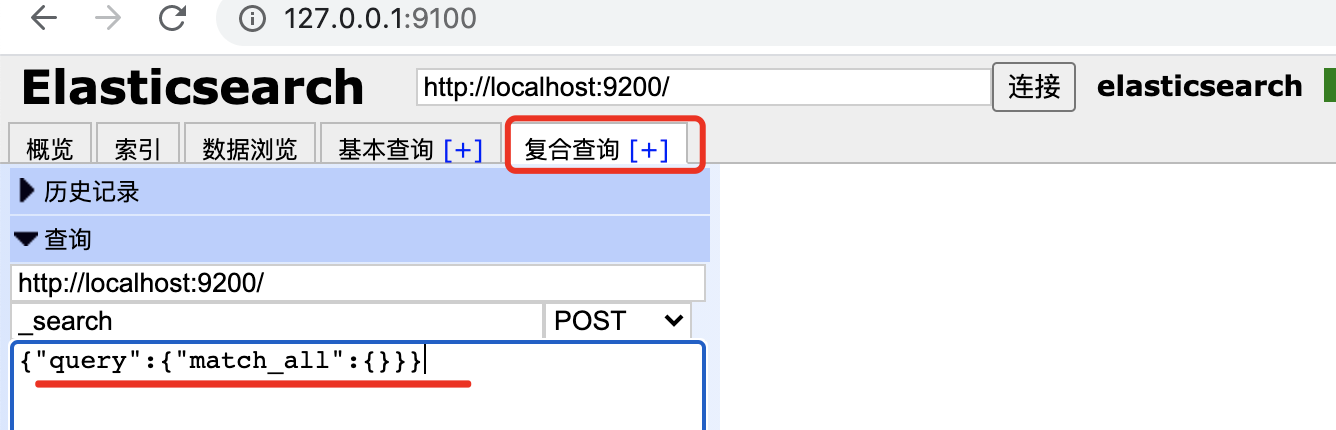 127.0.0.1:9100
Elasticsearch http://localhost:9200/ 连接 elasticsearch
概览 索引 数据浏览 基本查询 [+] 复合查询 [+]
历史记录
查询
http://localhost:9200/
_search POST
{"query":{"match_all":{}}}